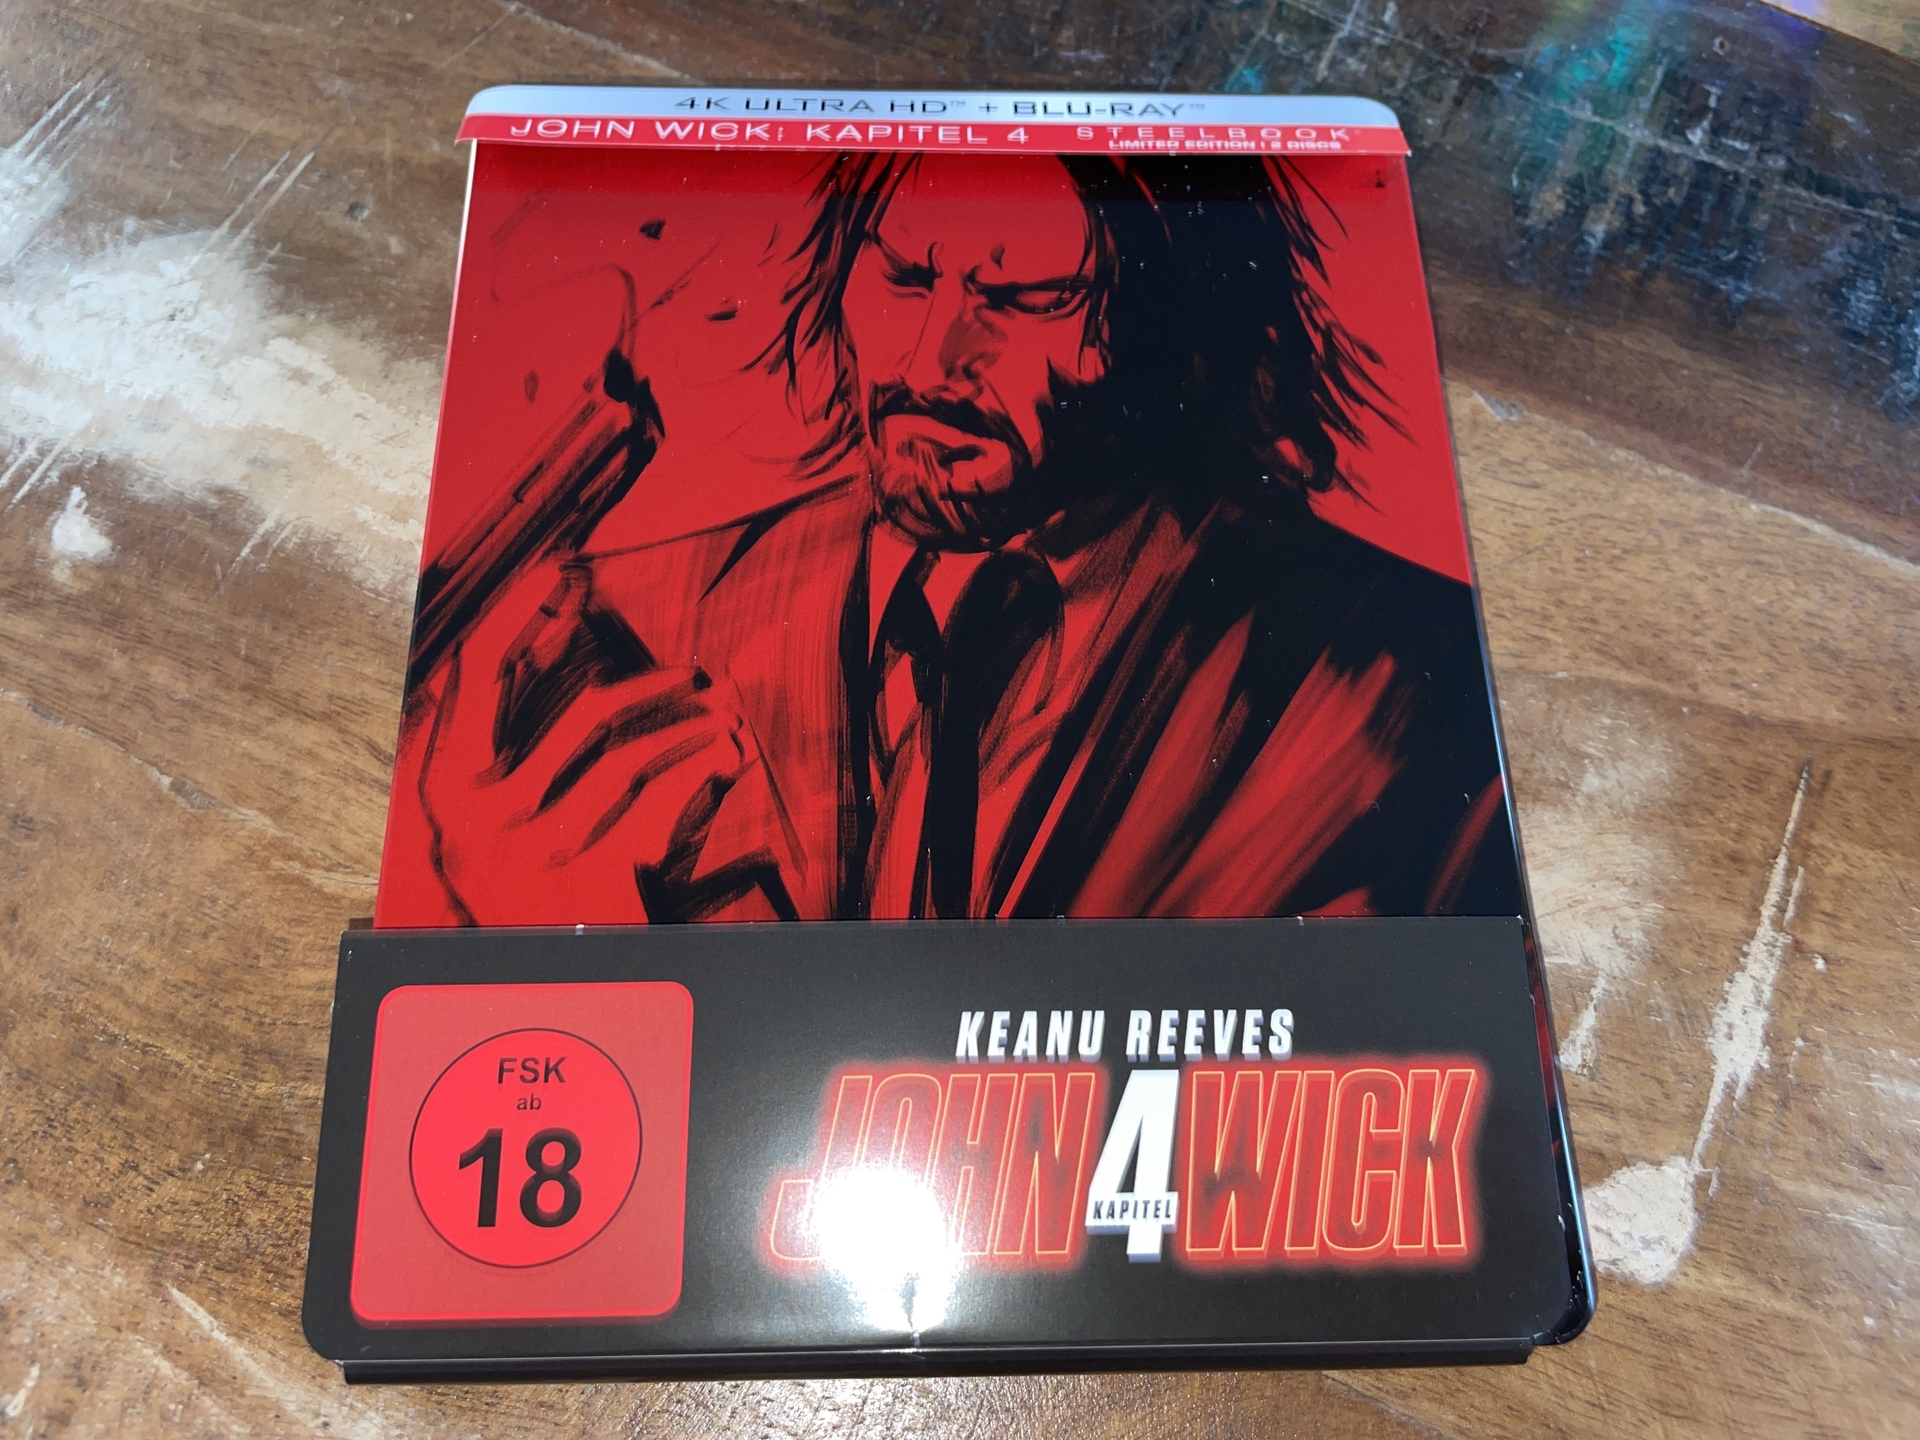 4K ULTRA HD™ + BLU-RAY™
JOHN WICK: KAPITEL 4 STEELBOOK
LIMITED EDITION | 2 DISCS
FSK
ab
18
KEANU REEVES
JOHN 4 WICK
KAPITEL